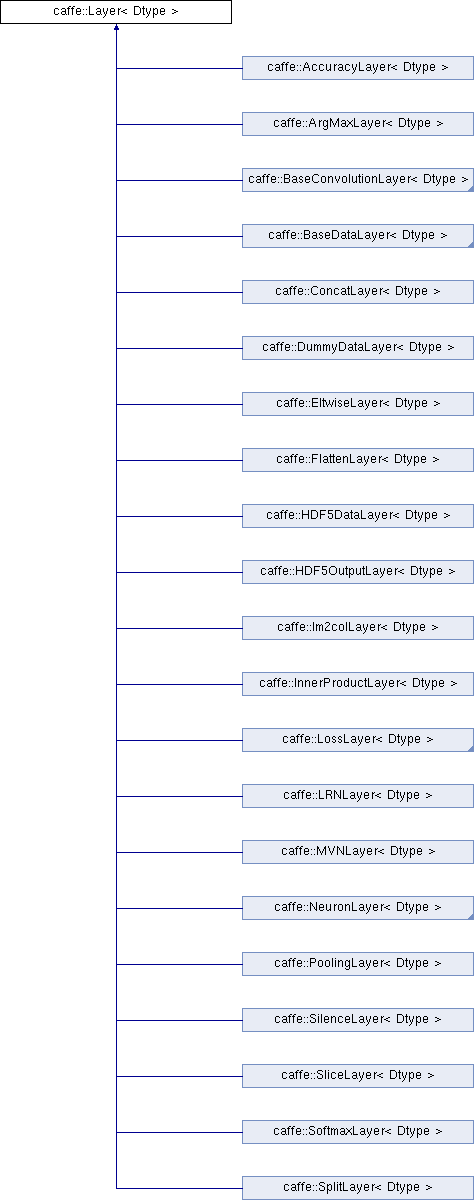 caffe::Layer< Dtype >
caffe::AccuracyLayer< Dtype >
caffe::ArgMaxLayer< Dtype >
caffe::BaseConvolutionLayer< Dtype >
caffe::BaseDataLayer< Dtype >
caffe::ConcatLayer< Dtype >
caffe::DummyDataLayer< Dtype >
caffe::EltwiseLayer< Dtype >
caffe::FlattenLayer< Dtype >
caffe::HDF5DataLayer< Dtype >
caffe::HDF5OutputLayer< Dtype >
caffe::Im2colLayer< Dtype >
caffe::InnerProductLayer< Dtype >
caffe::LossLayer< Dtype >
caffe::LRNLayer< Dtype >
caffe::MVNLayer< Dtype >
caffe::NeuronLayer< Dtype >
caffe::PoolingLayer< Dtype >
caffe::SilenceLayer< Dtype >
caffe::SliceLayer< Dtype >
caffe::SoftmaxLayer< Dtype >
caffe::SplitLayer< Dtype >